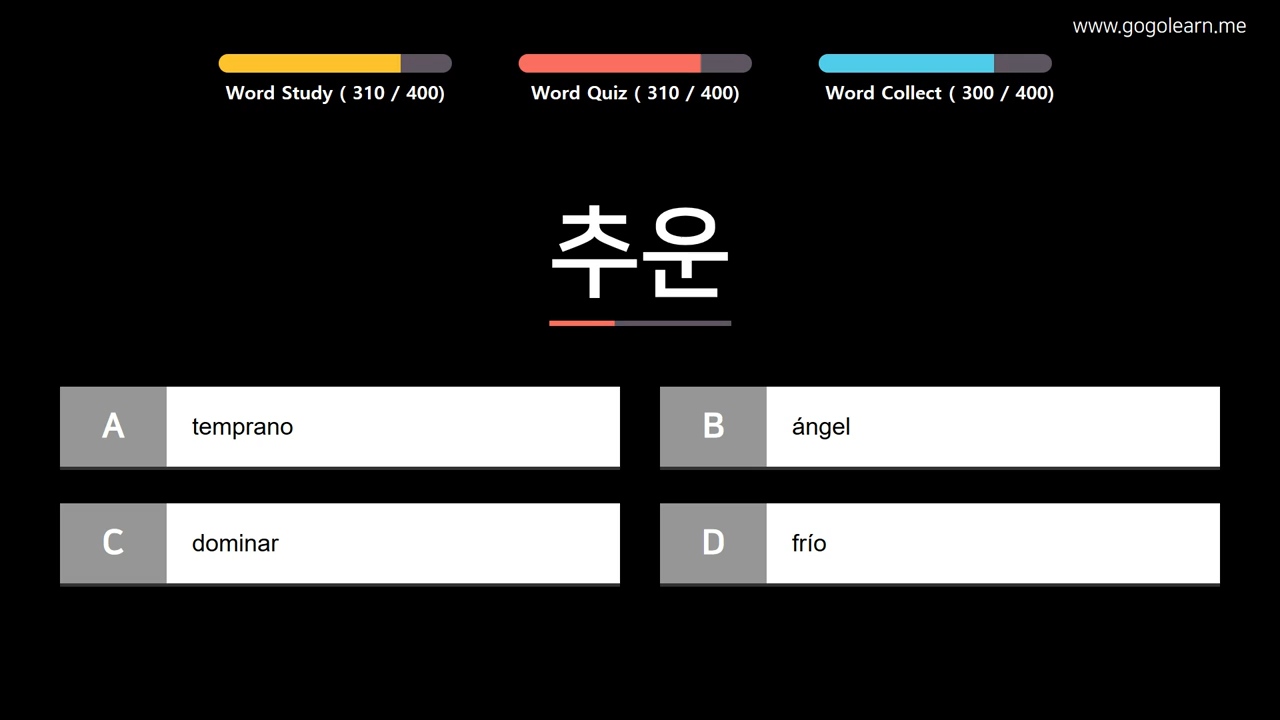 www.gogolearn.me
Word Study ( 310 / 400)
Word Quiz ( 310 / 400)
Word Collect ( 300 / 400)
추운
A
temprano
B
ángel
C
dominar
D
frío